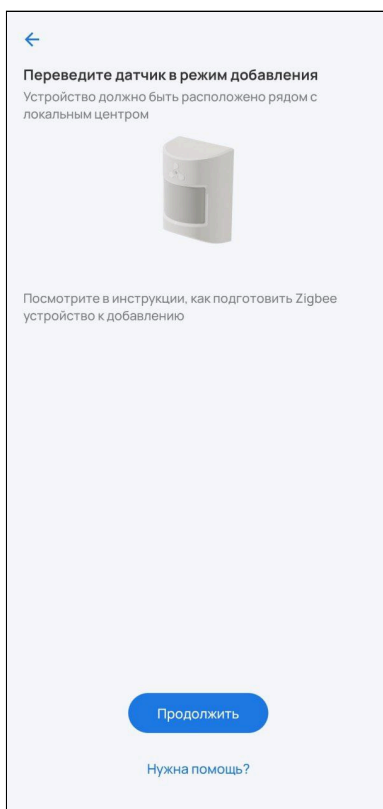 Переведите датчик в режим добавления
Устройство должно быть расположено рядом с
локальным центром
Посмотрите в инструкции, как подготовить Zigbee
устройство к добавлению
Продолжить
Нужна помощь?